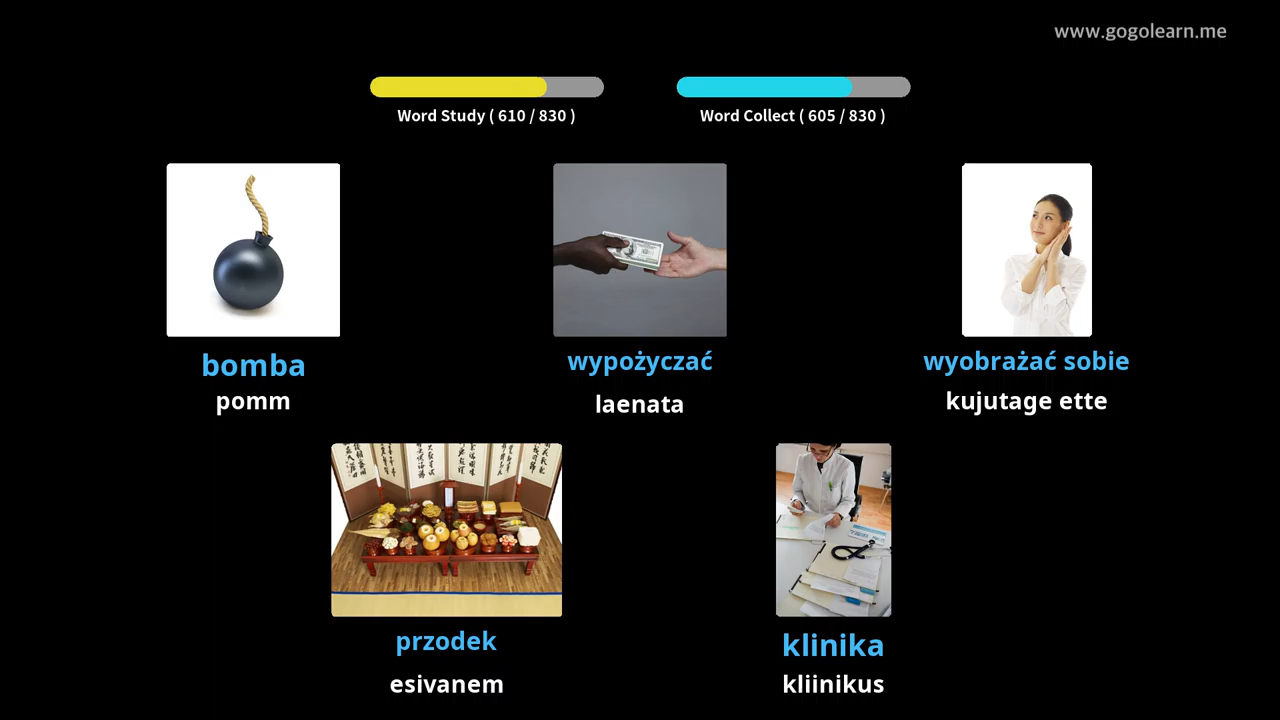 www.gogolearn.me
Word Study ( 610 / 830 )
Word Collect ( 605 / 830 )
bomba
pomm
wypożyczać
laenata
wyobrażać sobie
kujutage ette
przodek
esivanem
klinika
kliinikus